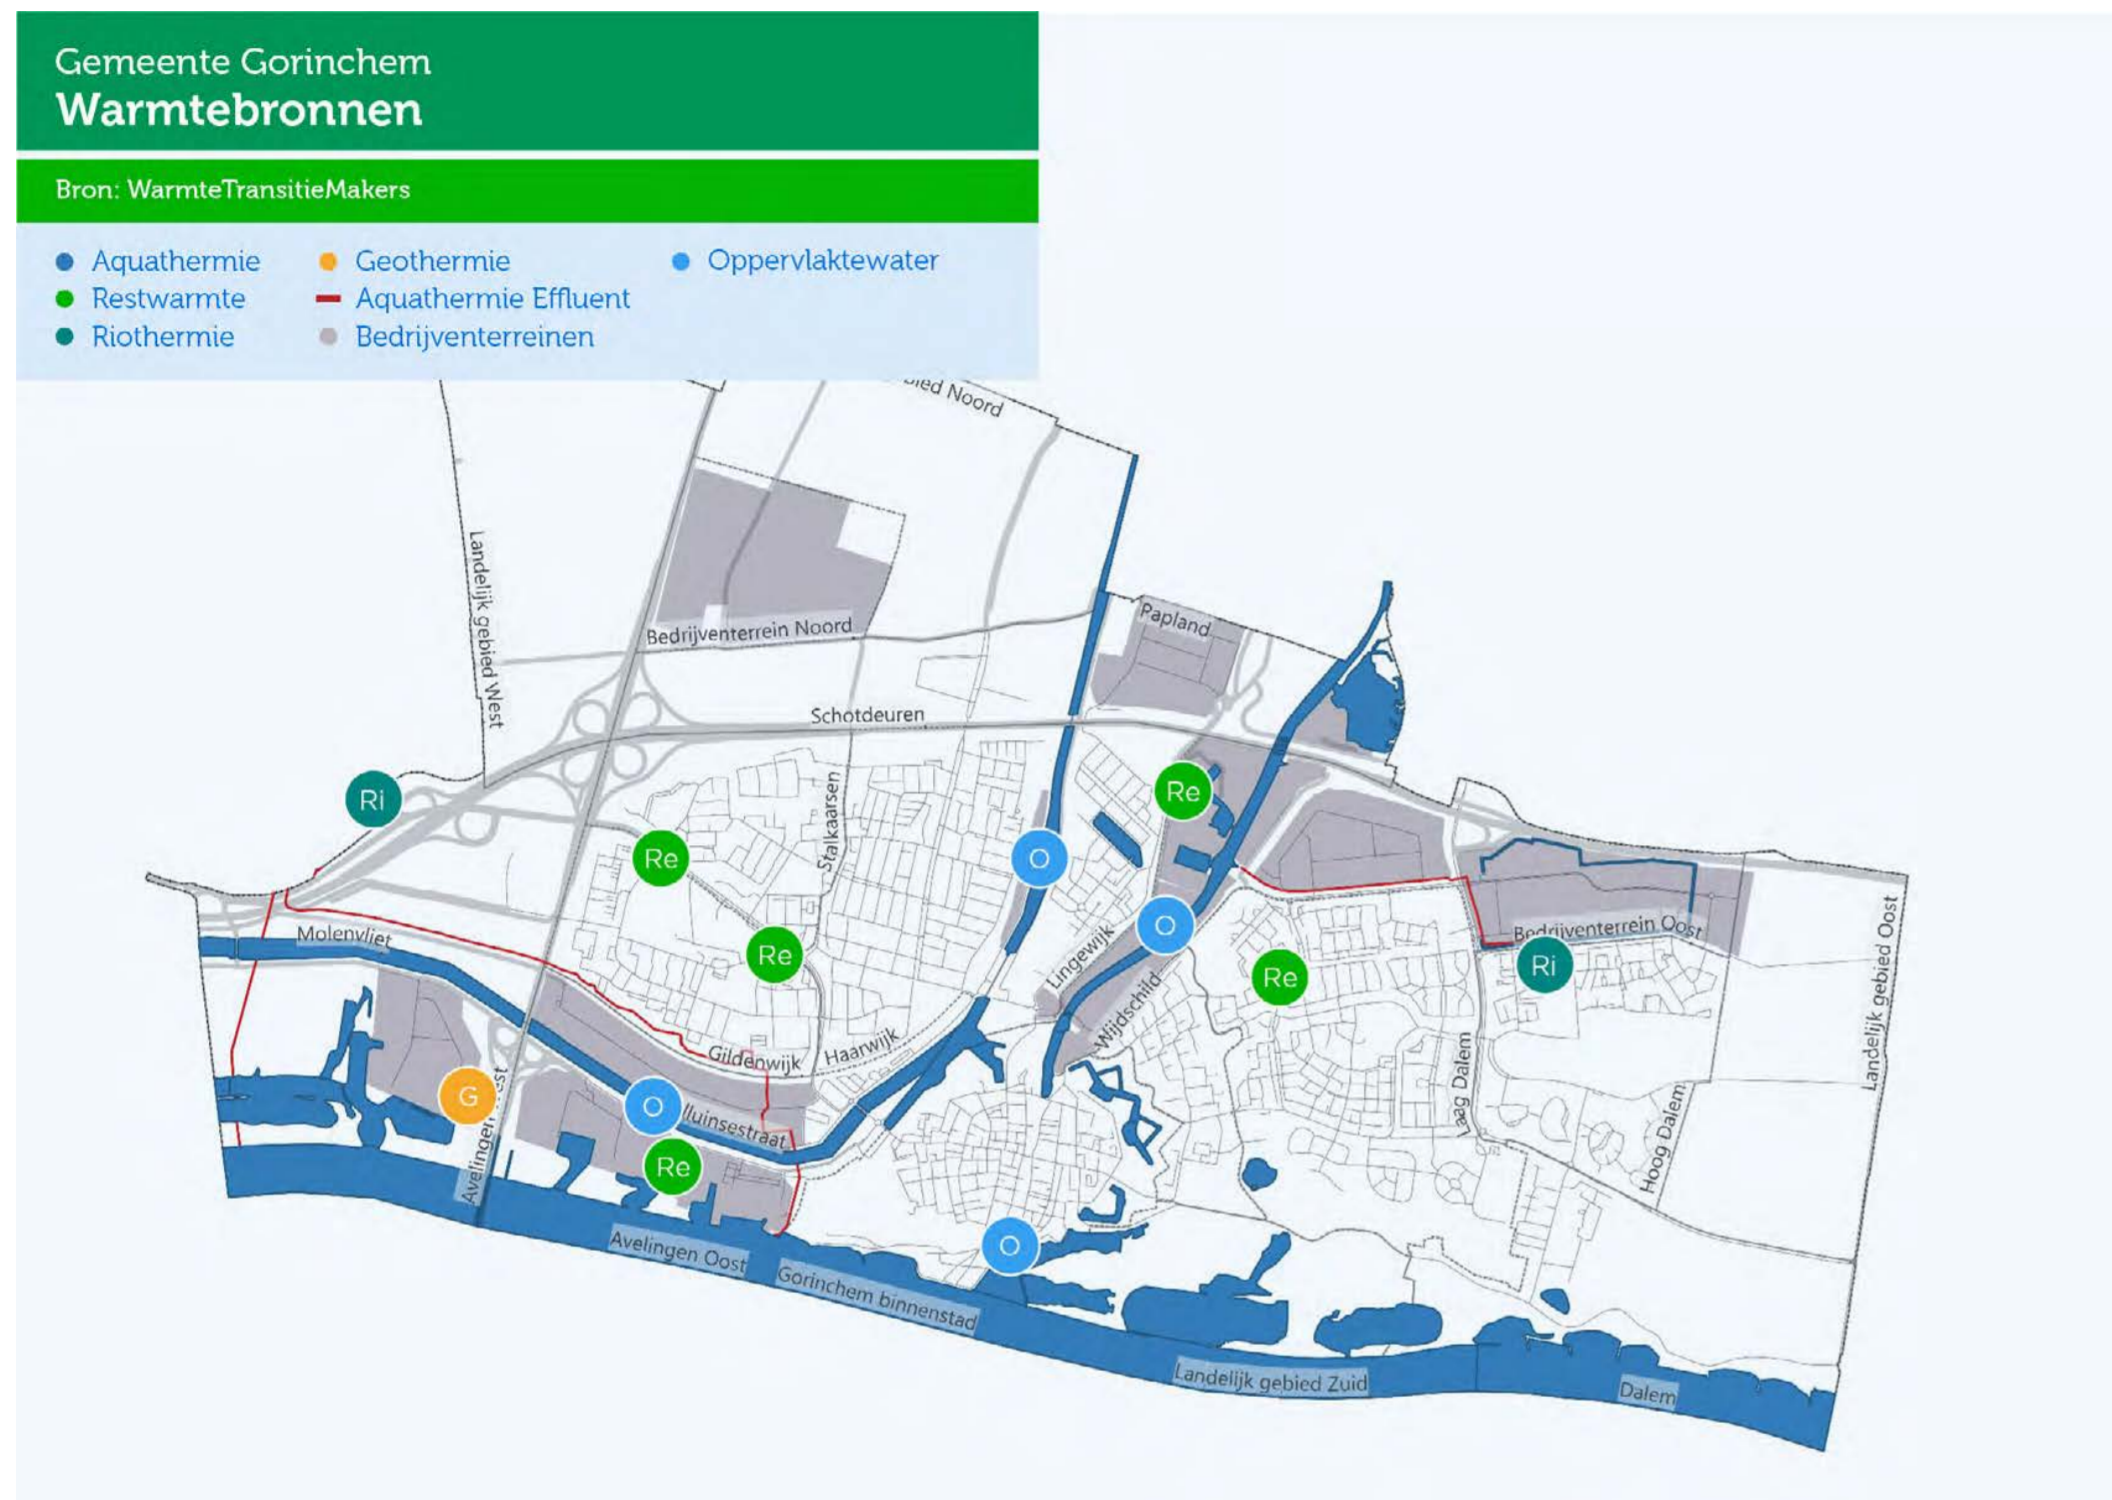 Gemeente Gorinchem
Warmtebronnen
Bron: WarmteTransitieMakers
Aquathermie
Geothermie
Oppervlaktewater
Restwarmte
Aquathermie Effluent
Riothermie
Bedrijventerreinen
Noord
Landelijk gebied West
Bedrijventerrein Noord
Papland
Schotdeuren
Stalkaarsen
Ri
Re
Re
Re
O
O
Re
Ri
Molenvliet
Lingewijk
Wijdschild
Bedrijventerrein Oost
Landelijk gebied Oost
Gildenwijk
Haarwijk
Laag Dalem
Hoog Dalem
G
O
Re
O
Avelingen Oost
Gorinchem binnenstad
Landelijk gebied Zuid
Dalem